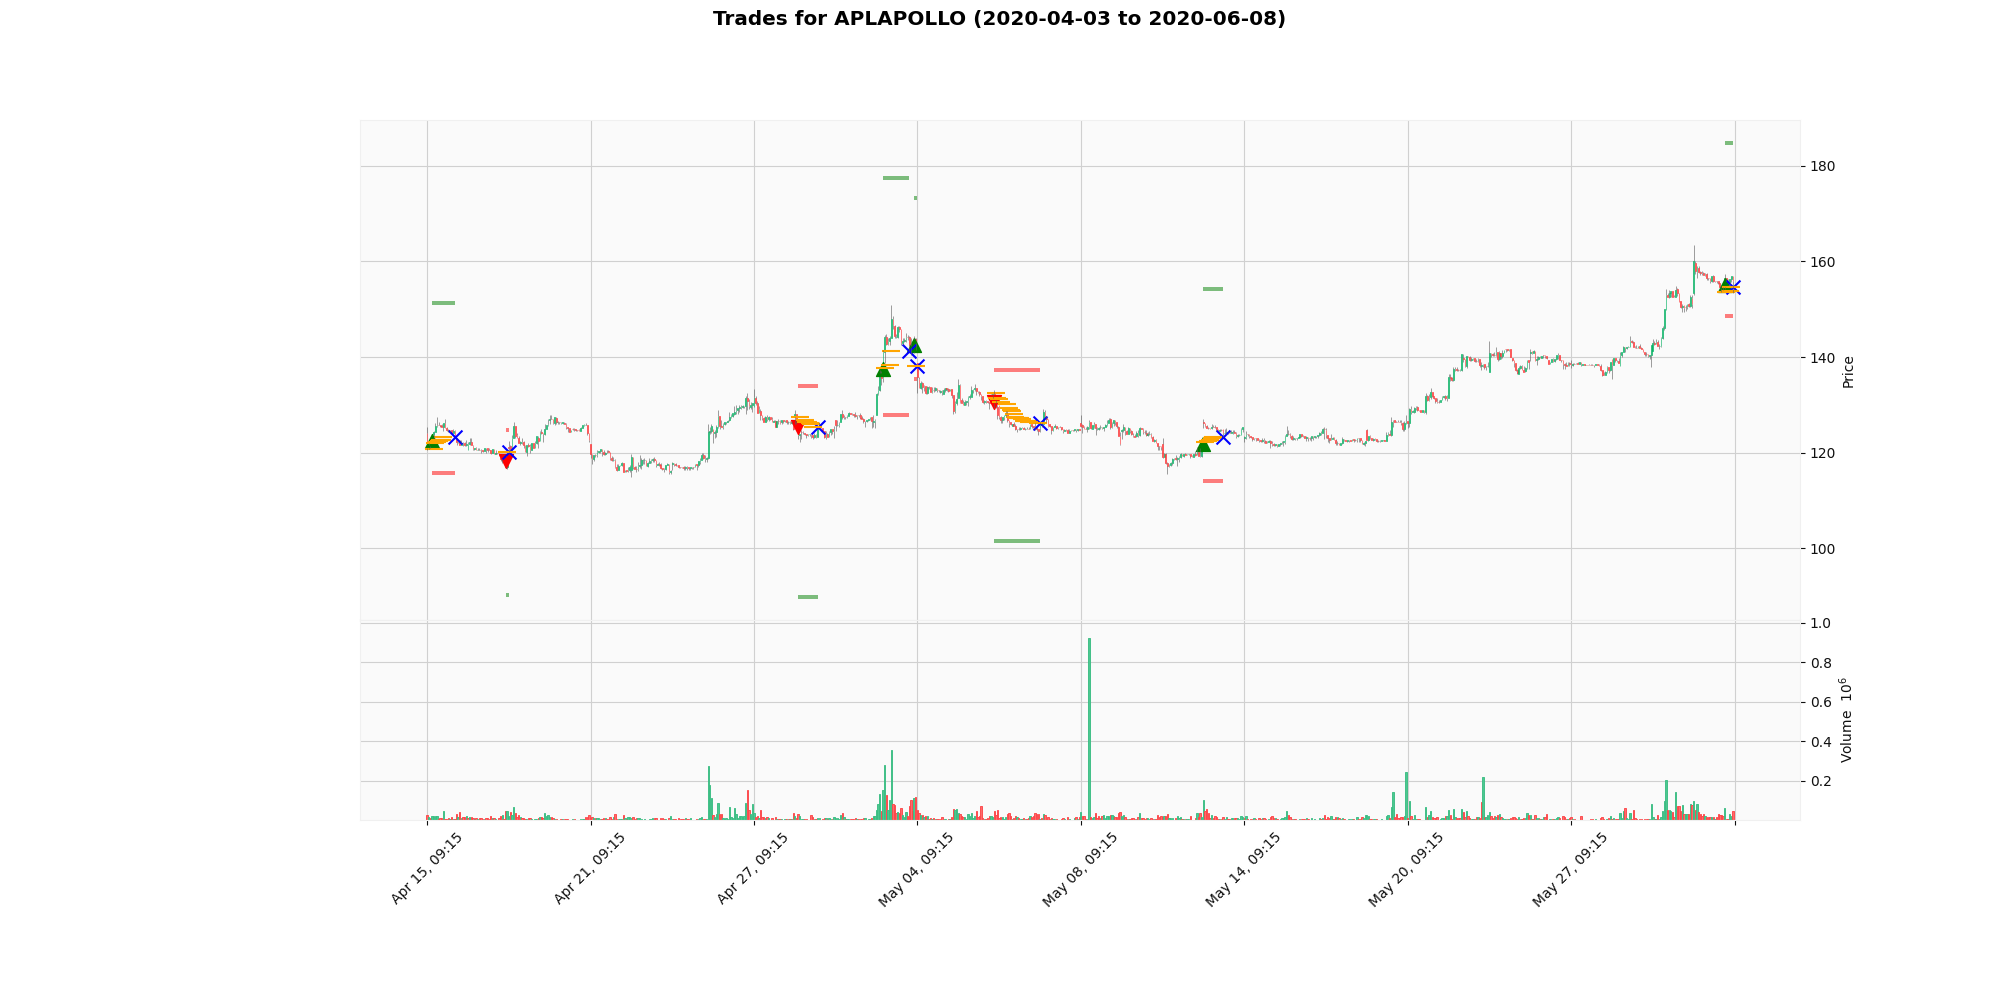 Trades for APLAPOLLO (2020-04-03 to 2020-06-08)
180
160
140
120
100
Price
1.0
0.8
0.6
0.4
0.2
Volume 10^6
Apr 15, 09:15
Apr 21, 09:15
Apr 27, 09:15
May 04, 09:15
May 08, 09:15
May 14, 09:15
May 20, 09:15
May 27, 09:15